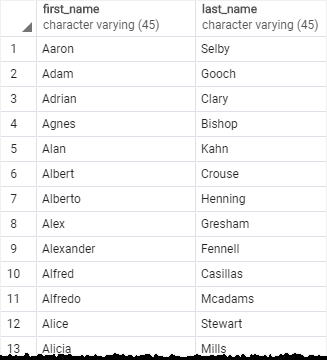 first_name last_name
character varying (45) character varying (45)
1 Aaron Selby
2 Adam Gooch
3 Adrian Clary
4 Agnes Bishop
5 Alan Kahn
6 Albert Crouse
7 Alberto Henning
8 Alex Gresham
9 Alexander Fennell
10 Alfred Casillas
11 Alfredo Mcadams
12 Alice Stewart
13 Alicia Mills